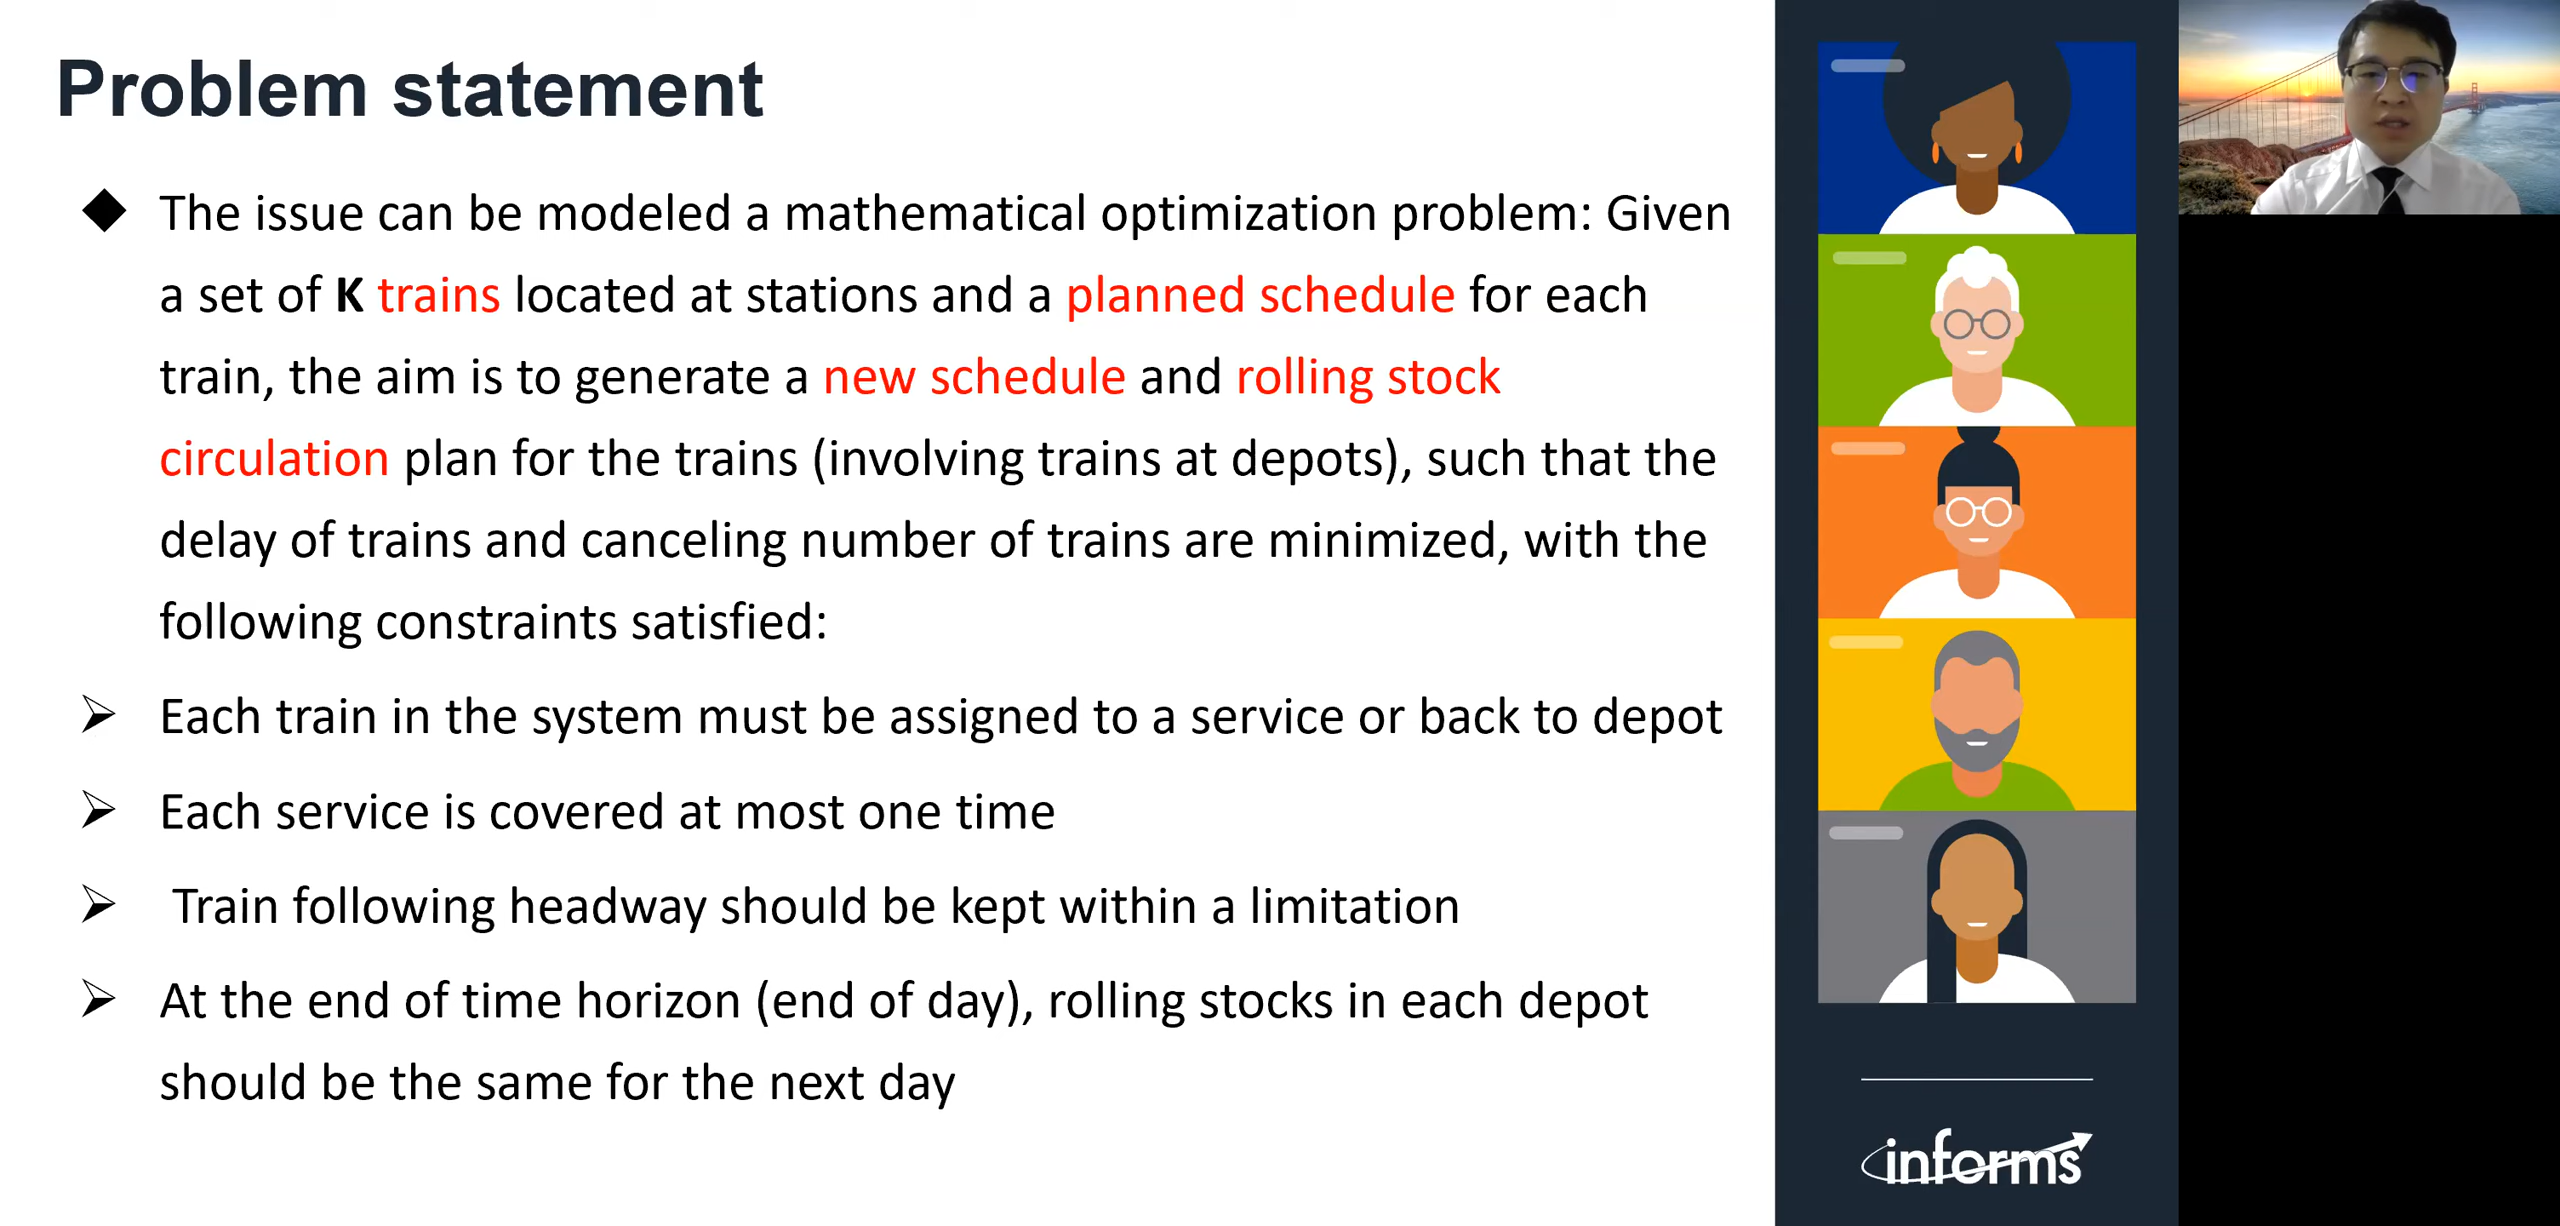 Problem statement
◆ The issue can be modeled a mathematical optimization problem: Given
a set of K trains located at stations and a planned schedule for each
train, the aim is to generate a new schedule and rolling stock
circulation plan for the trains (involving trains at depots), such that the
delay of trains and canceling number of trains are minimized, with the
following constraints satisfied:
➢ Each train in the system must be assigned to a service or back to depot
➢ Each service is covered at most one time
➢ Train following headway should be kept within a limitation
➢ At the end of time horizon (end of day), rolling stocks in each depot
should be the same for the next day
informs